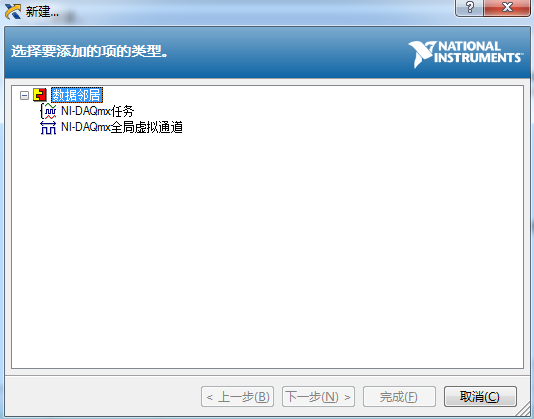 新建...
选择要添加的项的类型。
NATIONAL
INSTRUMENTS
数据邻居
NI-DAQmx任务
NI-DAQmx全局虚拟通道
< 上一步(B)
下一步(N) >
完成(F)
取消(C)